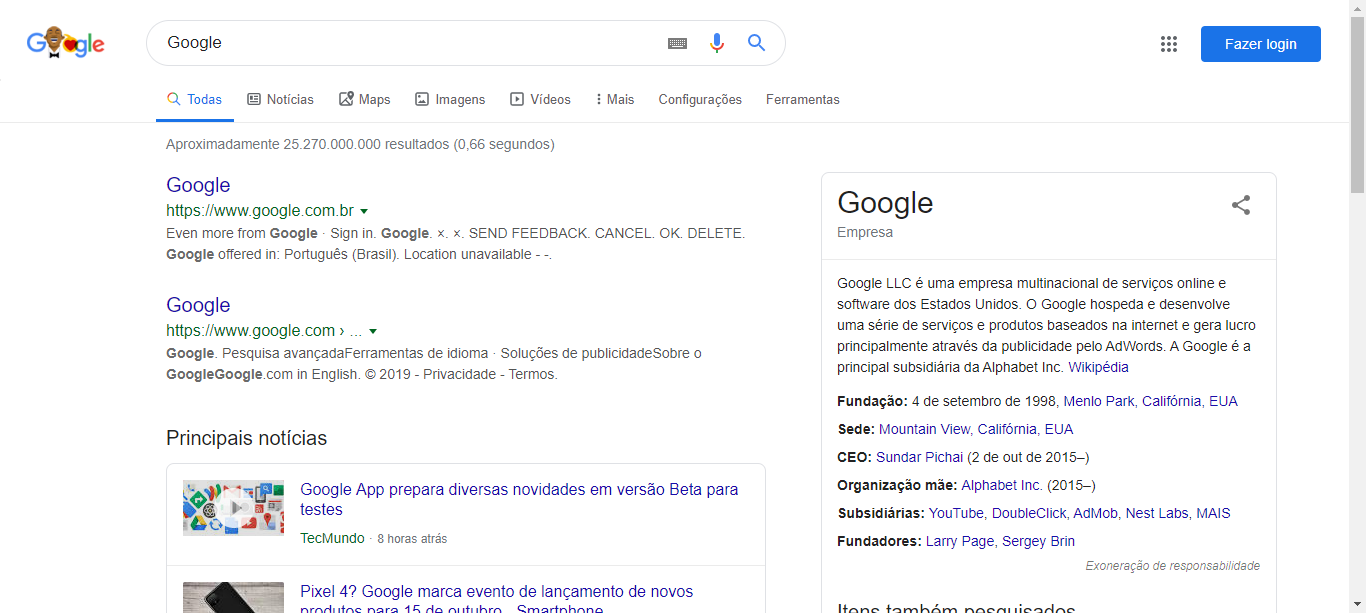 Google
Google
Fazer login
Todas
Notícias
Maps
Imagens
Vídeos
Mais
Configurações
Ferramentas
Aproximadamente 25.270.000.000 resultados (0,66 segundos)
Google
https://www.google.com.br
Even more from Google · Sign in. Google. ×. ×. SEND FEEDBACK. CANCEL. OK. DELETE.
Google offered in: Português (Brasil). Location unavailable - -.
Google
https://www.google.com › ...
Google. Pesquisa avançadaFerramentas de idioma · Soluções de publicidadeSobre o
GoogleGoogle.com in English. © 2019 - Privacidade - Termos.
Principais notícias
Google App prepara diversas novidades em versão Beta para
testes
TecMundo · 8 horas atrás
Pixel 4? Google marca evento de lançamento de novos
produtos para 15 de outubro - Smartphone
Google
Empresa
Google LLC é uma empresa multinacional de serviços online e
software dos Estados Unidos. O Google hospeda e desenvolve
uma série de serviços e produtos baseados na internet e gera lucro
principalmente através da publicidade pelo AdWords. A Google é a
principal subsidiária da Alphabet Inc. Wikipédia
Fundação: 4 de setembro de 1998, Menlo Park, Califórnia, EUA
Sede: Mountain View, Califórnia, EUA
CEO: Sundar Pichai (2 de out de 2015–)
Organização mãe: Alphabet Inc. (2015–)
Subsidiárias: YouTube, DoubleClick, AdMob, Nest Labs, MAIS
Fundadores: Larry Page, Sergey Brin
Exoneração de responsabilidade
Itens também pesquisados